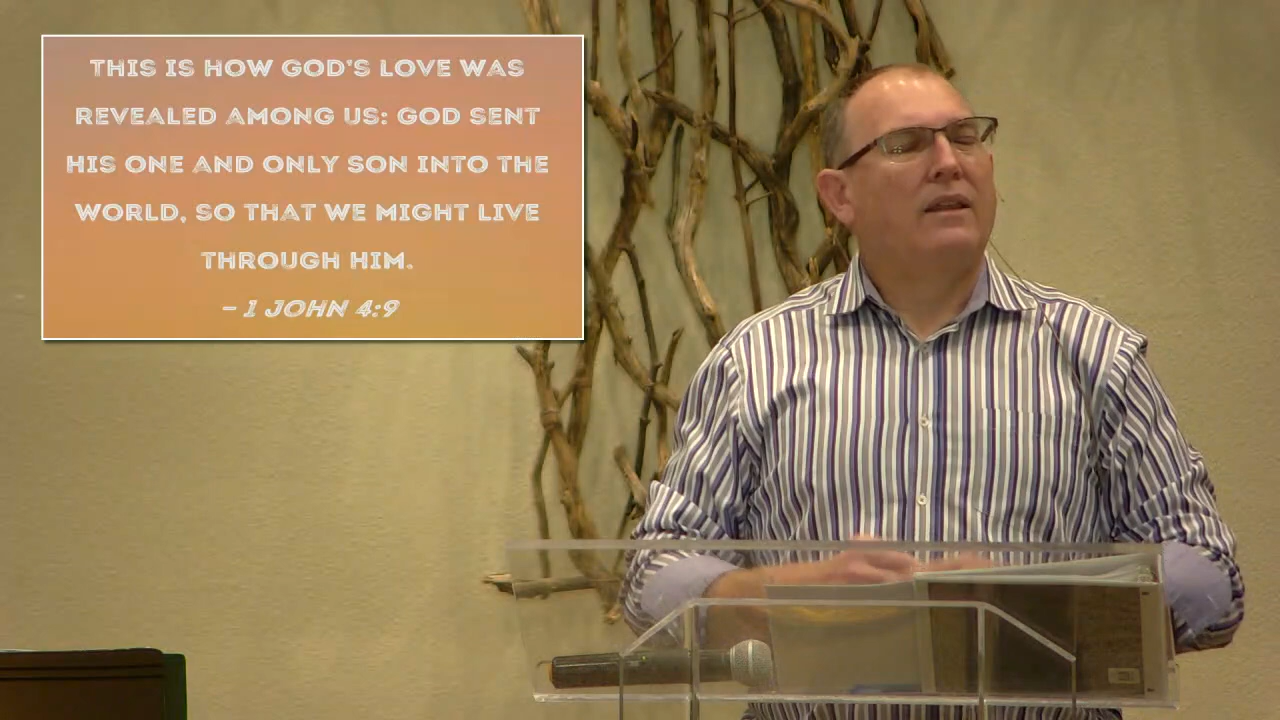 THIS IS HOW GOD'S LOVE WAS
REVEALED AMONG US: GOD SENT
HIS ONE AND ONLY SON INTO THE
WORLD, SO THAT WE MIGHT LIVE
THROUGH HIM.
– 1 JOHN 4:9